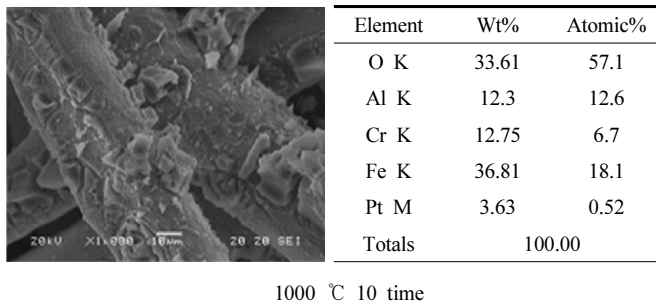 Element Wt% Atomic%
O K 33.61 57.1
Al K 12.3 12.6
Cr K 12.75 6.7
Fe K 36.81 18.1
Pt M 3.63 0.52
Totals 100.00
20kV X1,000 10μm 20 20 SEI
1000 ℃ 10 time